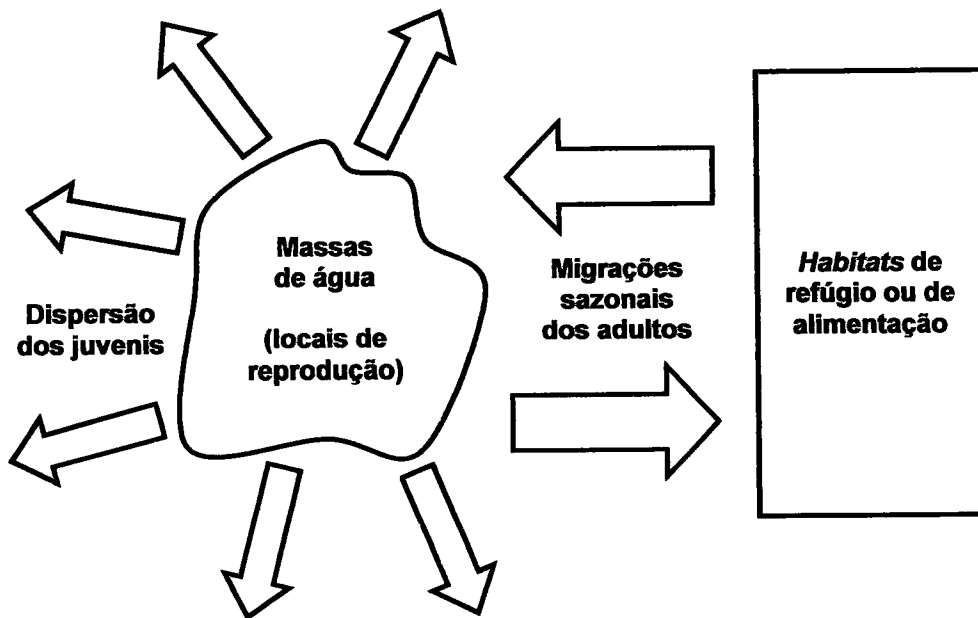 Dispersão
dos juvenis
Massas
de água
(locais de
reprodução)
Migrações
sazonais
dos adultos
Habitats de
refúgio ou de
alimentação